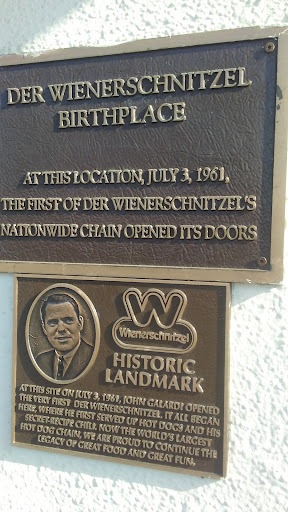 DER WIENERSCHNITZEL
BIRTHPLACE
AT THIS LOCATION, JULY 3, 1961,
THE FIRST OF DER WIENERSCHNITZEL'S
NATIONWIDE CHAIN OPENED ITS DOORS
W
Wienerschnitzel
HISTORIC
LANDMARK
AT THIS SITE ON JULY 3, 1961, JOHN GALARDI OPENED
THE VERY FIRST DER WIENERSCHNITZEL. IT ALL BEGAN
HERE, WHERE HE FIRST SERVED UP HOT DOGS AND HIS
SECRET-RECIPE CHILI. NOW THE WORLD'S LARGEST
HOT DOG CHAIN, WE ARE PROUD TO CONTINUE THE
LEGACY OF GREAT FOOD AND GREAT FUN.